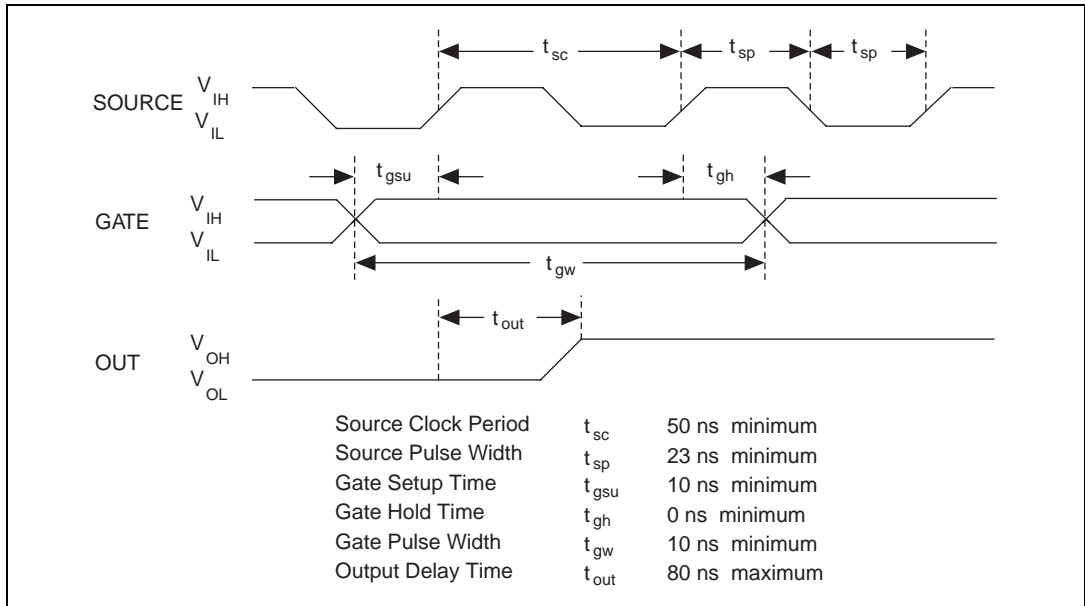 t sc t sp t sp
SOURCE V IH
V IL
t gsu t gh
GATE V IH
V IL
t gw
t out
OUT V OH
V OL
Source Clock Period t sc 50 ns minimum
Source Pulse Width t sp 23 ns minimum
Gate Setup Time t gsu 10 ns minimum
Gate Hold Time t gh 0 ns minimum
Gate Pulse Width t gw 10 ns minimum
Output Delay Time t out 80 ns maximum